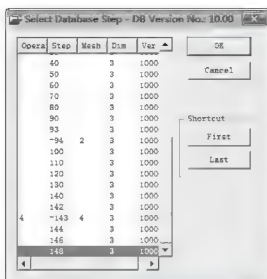 Select Database Step - DB Version No.: 10.00
Opera Step Mesh Dim Ver
40 3 1000
50 3 1000
60 3 1000
70 3 1000
80 3 1000
90 3 1000
93 3 1000
-94 2 3 1000
100 3 1000
110 3 1000
120 3 1000
130 3 1000
140 3 1000
142 3 1000
4 -143 4 3 1000
144 3 1000
146 3 1000
148 3 1000
OK
Cancel
Shortcut
First
Last